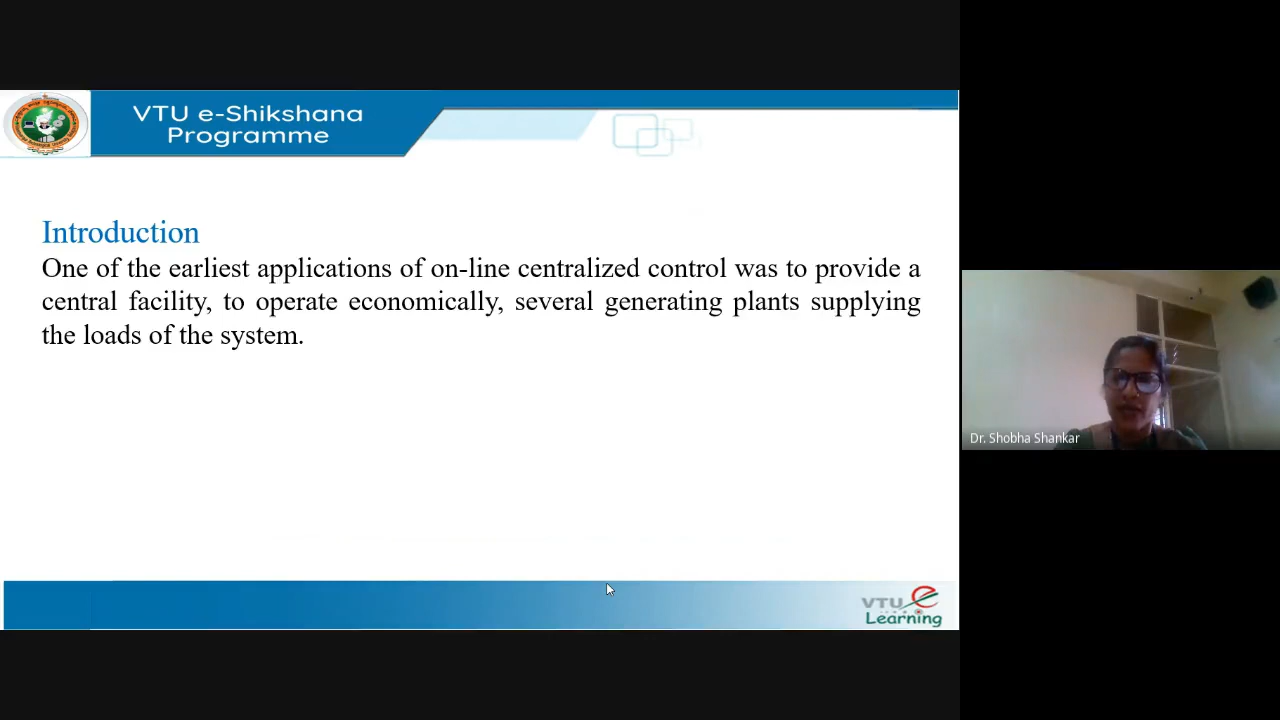 VTU e-Shikshana
Programme
Introduction
One of the earliest applications of on-line centralized control was to provide a
central facility, to operate economically, several generating plants supplying
the loads of the system.
Dr. Shobha Shankar
VTU e
Learning